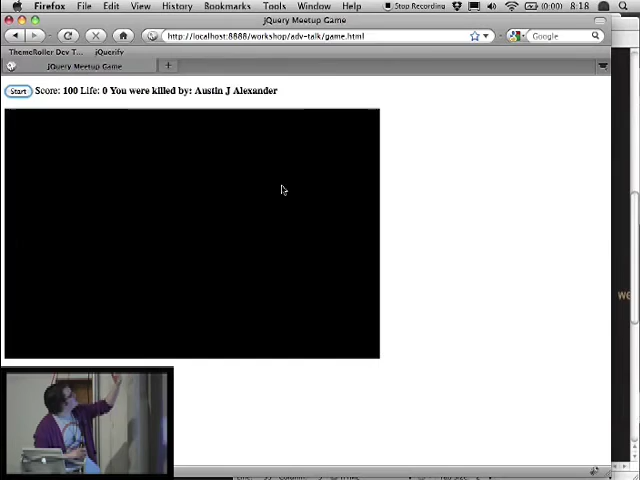 Firefox File Edit View History Bookmarks Tools Window Help Stop Recording (0:00) 8:18
jQuery Meetup Game
http://localhost:8888/workshop/adv-talk/game.html Google
ThemeRoller Dev T... jQuerify
jQuery Meetup Game
Start Score: 100 Life: 0 You were killed by: Austin J Alexander
we